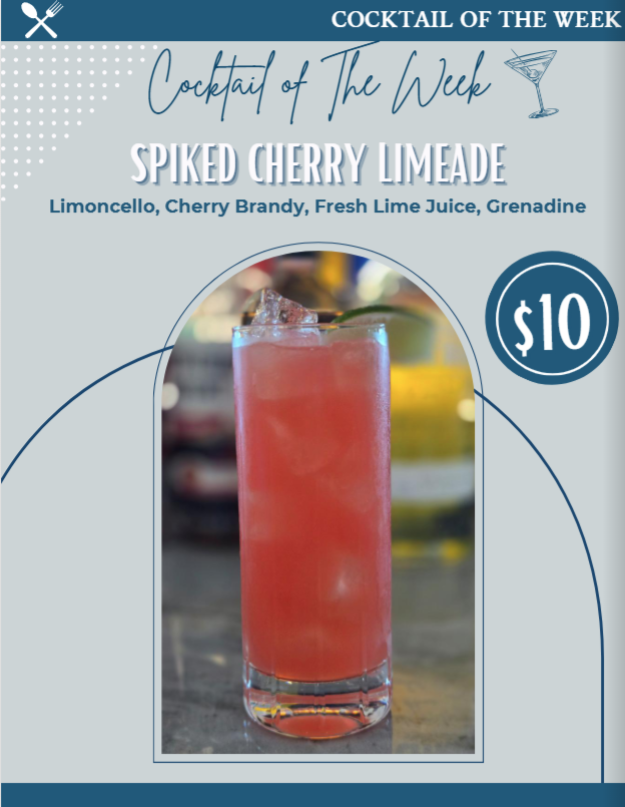 COCKTAIL OF THE WEEK
Cocktail of The Week
SPIKED CHERRY LIMEADE
Limoncello, Cherry Brandy, Fresh Lime Juice, Grenadine
$10